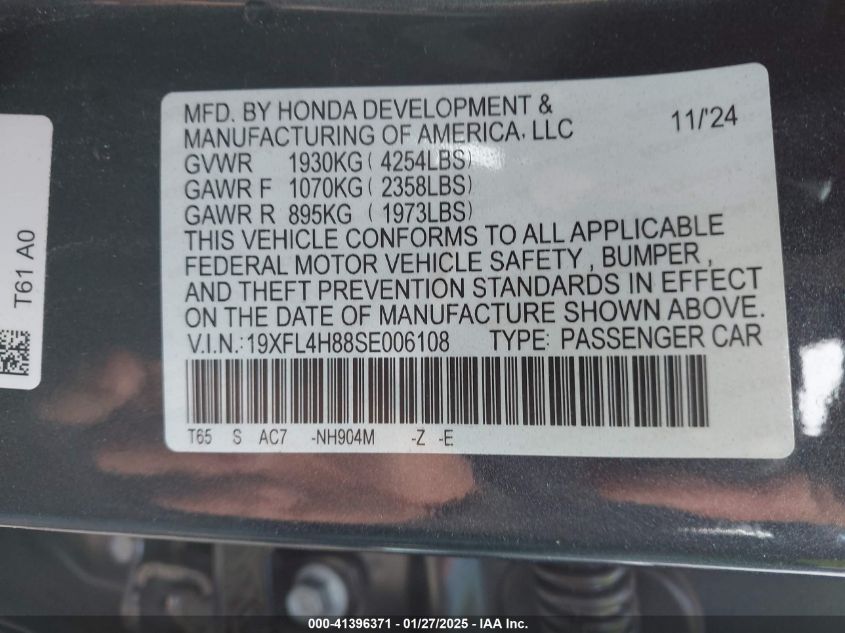 MFD. BY HONDA DEVELOPMENT &
MANUFACTURING OF AMERICA, LLC 11/'24
GVWR 1930KG ( 4254LBS)
GAWR F 1070KG ( 2358LBS)
GAWR R 895KG ( 1973LBS)
THIS VEHICLE CONFORMS TO ALL APPLICABLE
FEDERAL MOTOR VEHICLE SAFETY , BUMPER ,
AND THEFT PREVENTION STANDARDS IN EFFECT
ON THE DATE OF MANUFACTURE SHOWN ABOVE.
V.I.N.:19XFL4H88SE006108 TYPE: PASSENGER CAR
T65 S AC7 -NH904M -Z -E
T61 A0
000-41396371 / 01/27/2025 - IAA Inc.